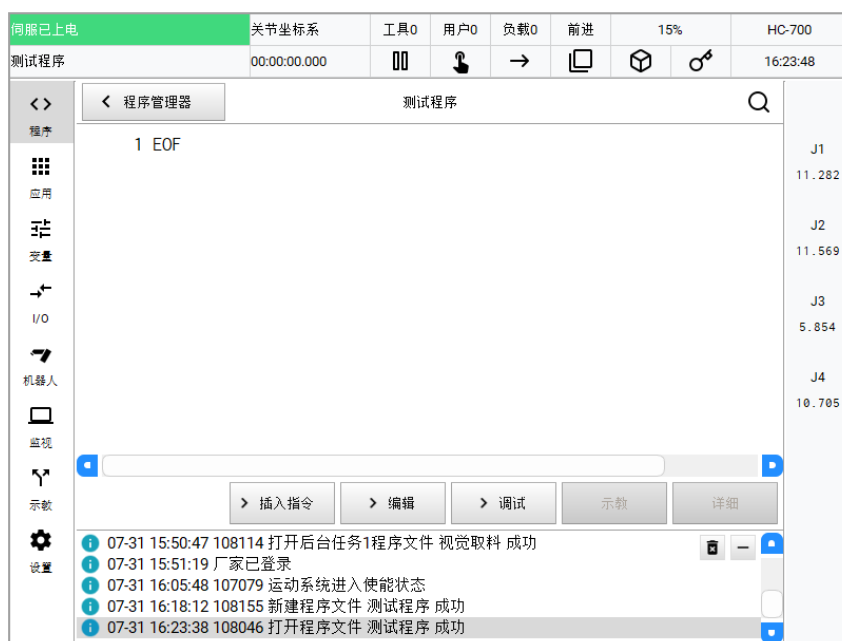 伺服已上电 关节坐标系 工具0 用户0 负载0 前进 15% HC-700
测试程序 00:00:00.000 16:23:48
程序
程序管理器 测试程序
1 EOF
应用
变量
I/O
机器人
监视
示教
设置
J1
11.282
J2
11.569
J3
5.854
J4
10.705
插入指令 编辑 调试 示教 详细
07-31 15:50:47 108114 打开后台任务1程序文件 视觉取料 成功
07-31 15:51:19 厂家已登录
07-31 16:05:48 107079 运动系统进入使能状态
07-31 16:18:12 108155 新建程序文件 测试程序 成功
07-31 16:23:38 108046 打开程序文件 测试程序 成功